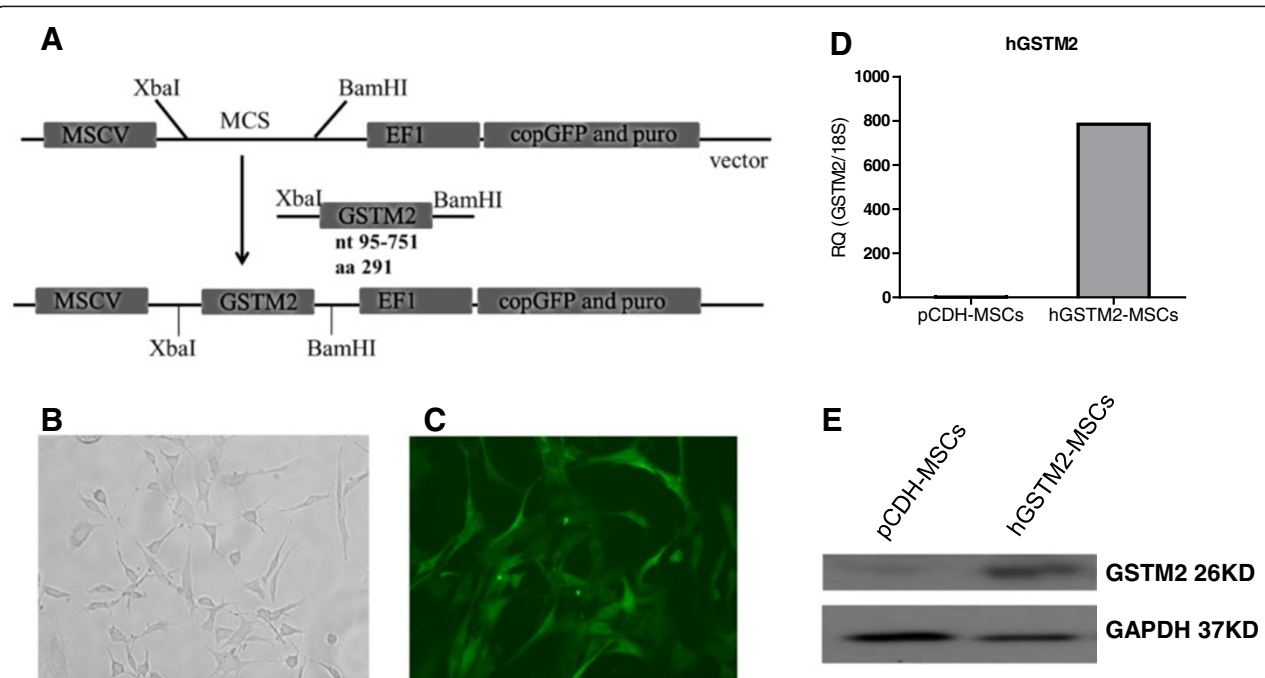 A
XbaI
BamHI
MCS
MSCV
EF1
copGFP and puro
vector
XbaI
BamHI
GSTM2
nt 95-751
aa 291
MSCV
GSTM2
EF1
copGFP and puro
XbaI
BamHI
B
C
D
hGSTM2
RQ (GSTM2/18S)
1000
800
600
400
200
0
pCDH-MSCs
hGSTM2-MSCs
E
pCDH-MSCs
hGSTM2-MSCs
GSTM2 26KD
GAPDH 37KD